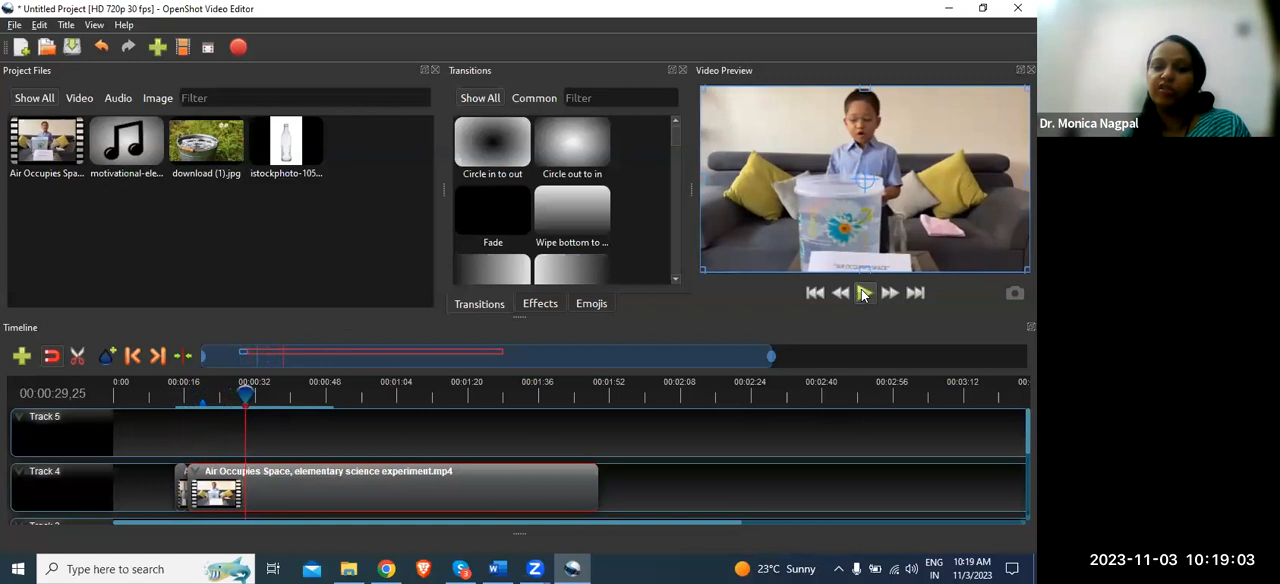 * Untitled Project [HD 720p 30 fps] - OpenShot Video Editor
File Edit Title View Help
Project Files
Transitions
Video Preview
Show All Video Audio Image Filter
Show All Common Filter
Dr. Monica Nagpal
Air Occupies Spa...
motivational-ele...
download (1).jpg
istockphoto-105...
Circle in to out
Circle out to in
Fade
Wipe bottom to ...
Transitions Effects Emojis
Timeline
00:00:29,25
0:00 00:00:16 00:00:32 00:00:48 00:01:04 00:01:20 00:01:36 00:01:52 00:02:08 00:02:24 00:02:40 00:02:56 00:03:12 00:
Track 5
Track 4
Air Occupies Space, elementary science experiment.mp4
Type here to search
23°C Sunny
ENG
IN
10:19 AM
11/3/2023
2023-11-03 10:19:03